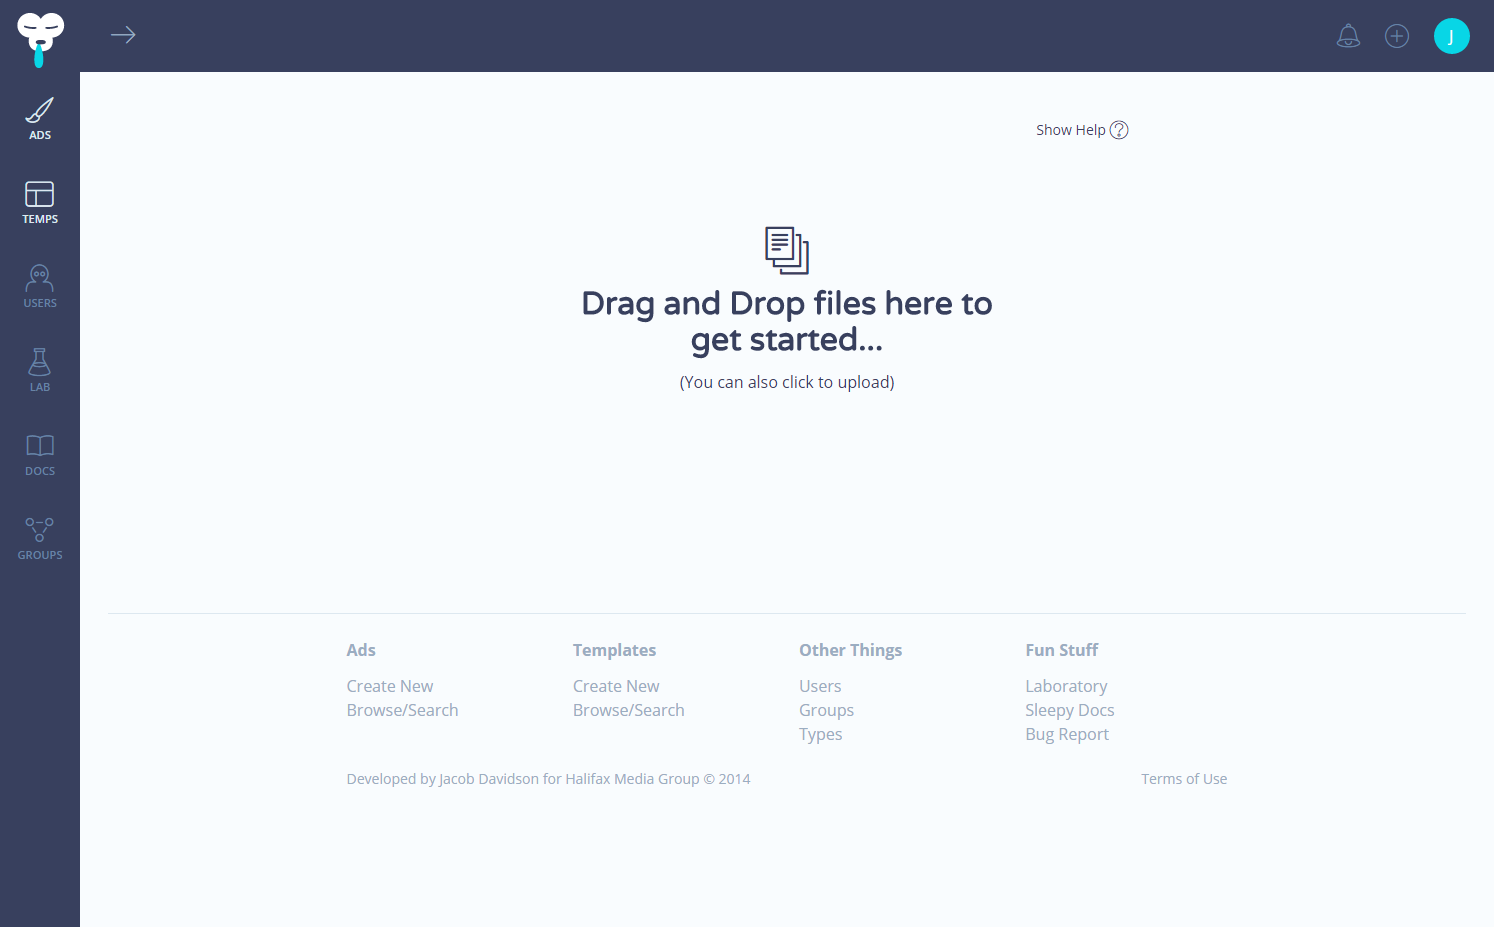 J
ADS
TEMPS
USERS
LAB
DOCS
GROUPS
Show Help ?
Drag and Drop files here to
get started...
(You can also click to upload)
Ads
Create New
Browse/Search
Templates
Create New
Browse/Search
Other Things
Users
Groups
Types
Fun Stuff
Laboratory
Sleepy Docs
Bug Report
Developed by Jacob Davidson for Halifax Media Group © 2014
Terms of Use